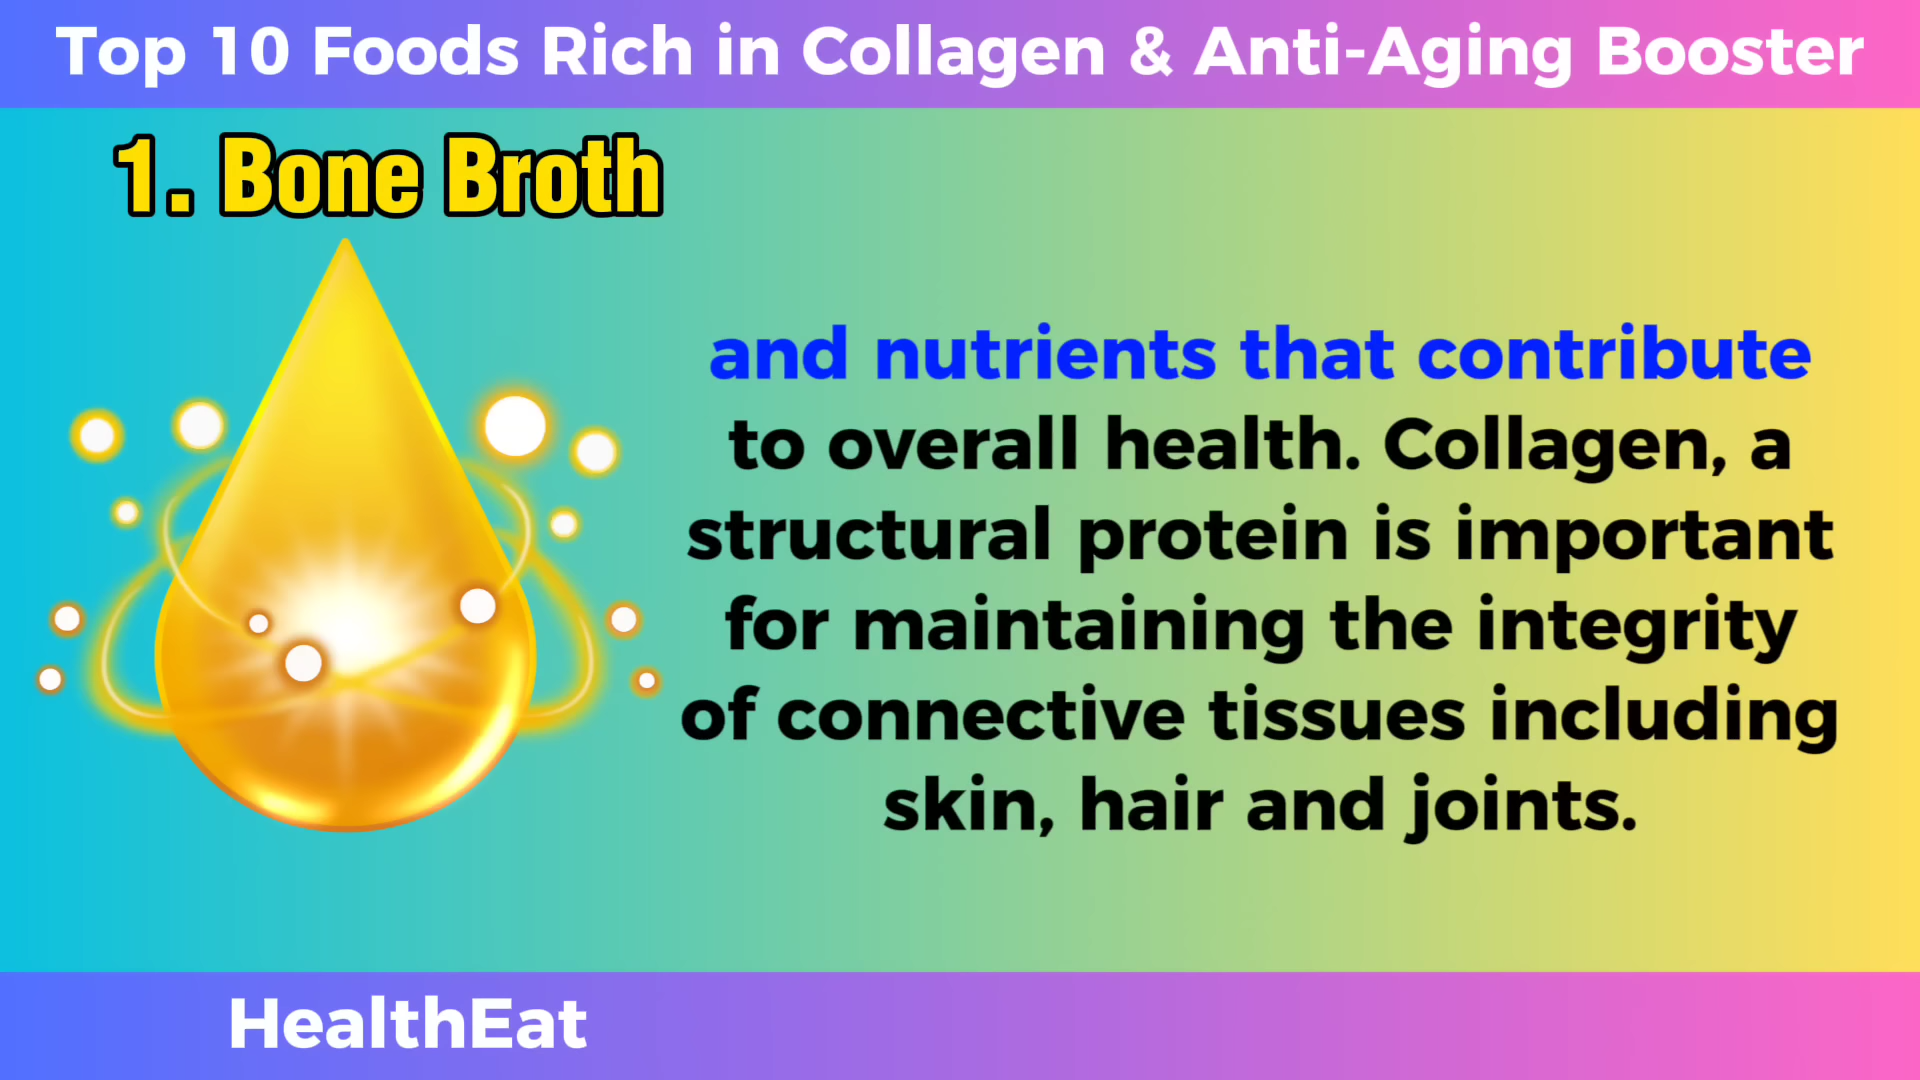 Top 10 Foods Rich in Collagen & Anti-Aging Booster
1. Bone Broth
and nutrients that contribute
to overall health. Collagen, a
structural protein is important
for maintaining the integrity
of connective tissues including
skin, hair and joints.
HealthEat